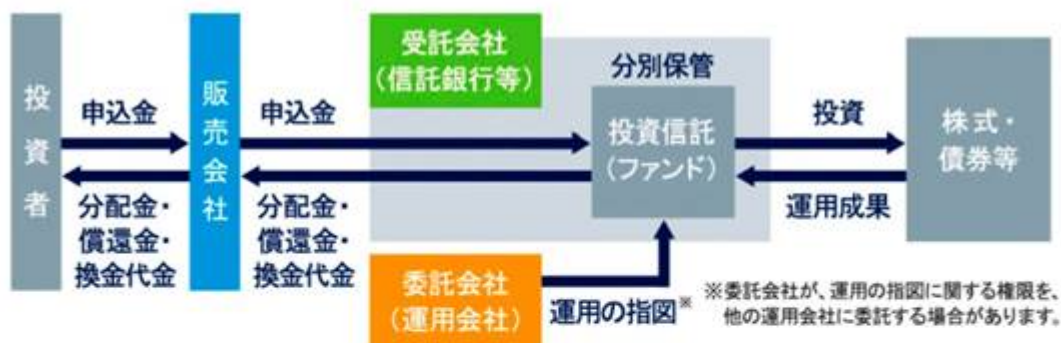 投資者
申込金
分配金・
償還金・
換金代金
販売会社
申込金
分配金・
償還金・
換金代金
受託会社
(信託銀行等)
分別保管
投資信託
(ファンド)
委託会社
(運用会社)
運用の指図※
投資
運用成果
株式・
債券等
※委託会社が、運用の指図に関する権限を、
他の運用会社に委託する場合があります。